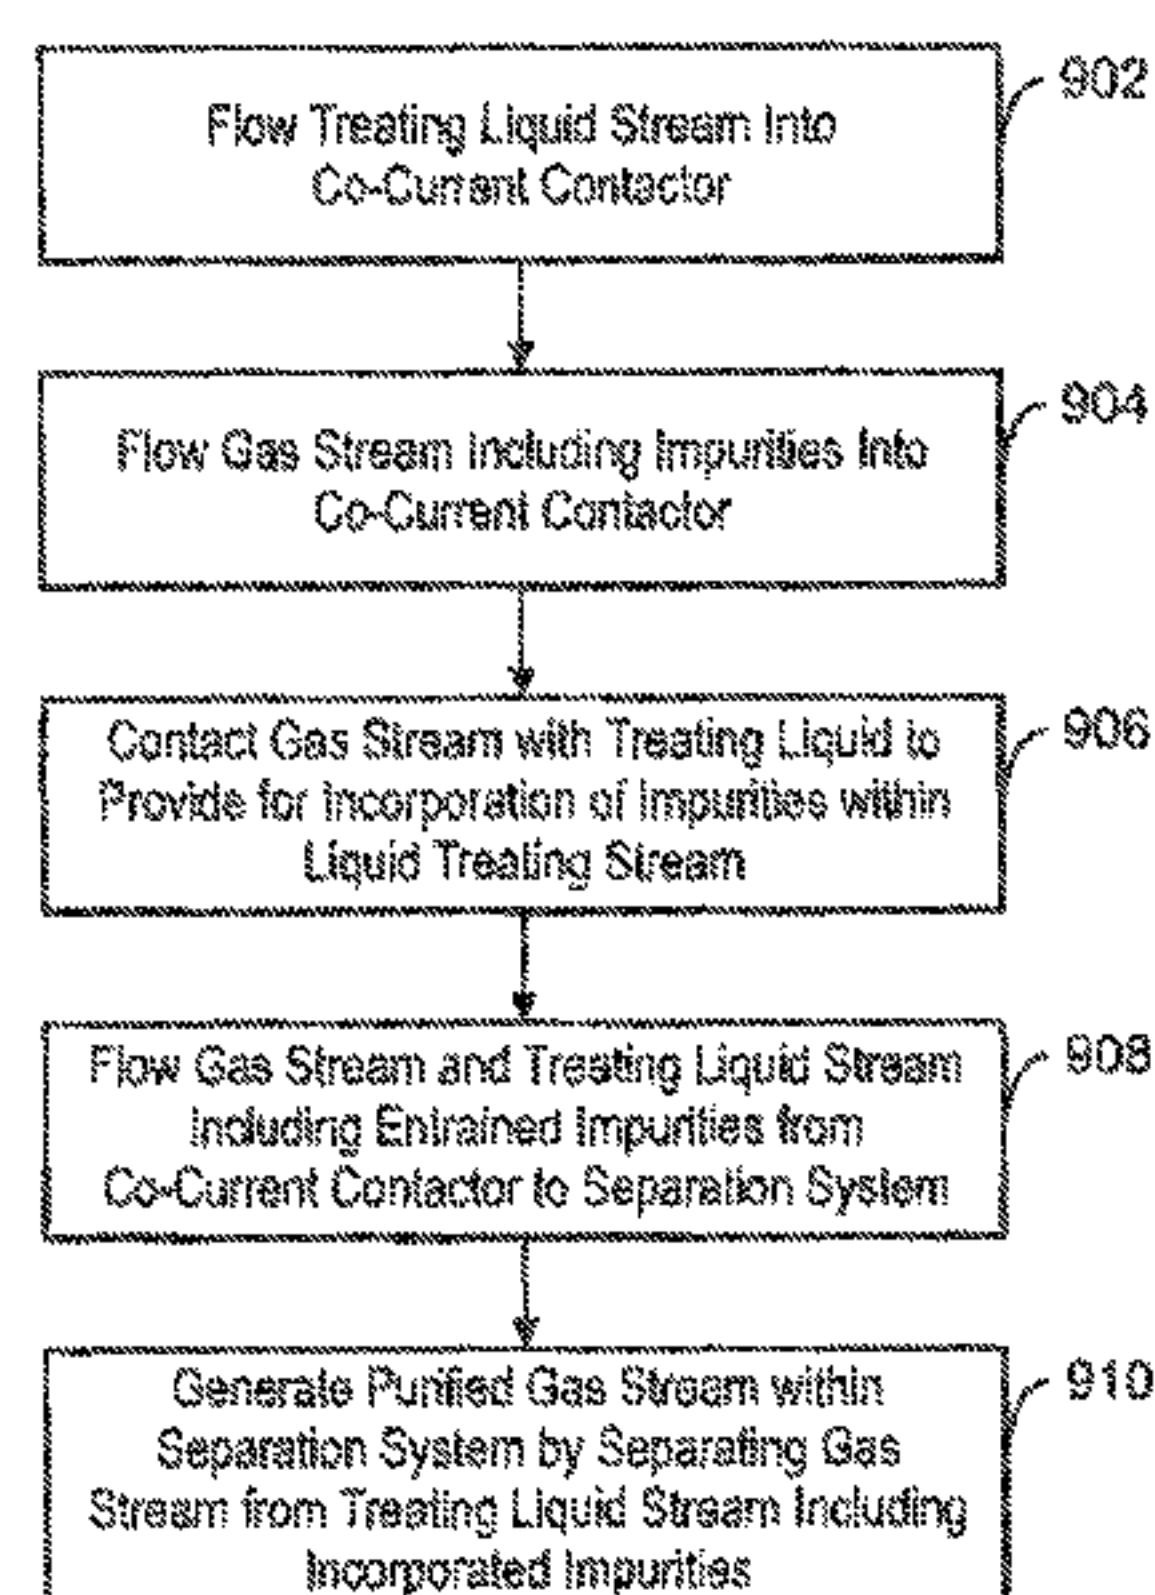 Flow Treating Liquid Stream Into
Co-Current Contactor
902
Flow Gas Stream Including Impurities Into
Co-Current Contactor
904
Contact Gas Stream with Treating Liquid to
Provide for Incorporation of Impurities within
Liquid Treating Stream
906
Flow Gas Stream and Treating Liquid Stream
Including Entrained Impurities from
Co-Current Contactor to Separation System
908
Generate Purified Gas Stream within
Separation System by Separating Gas
Stream from Treating Liquid Stream Including
Incorporated Impurities
910